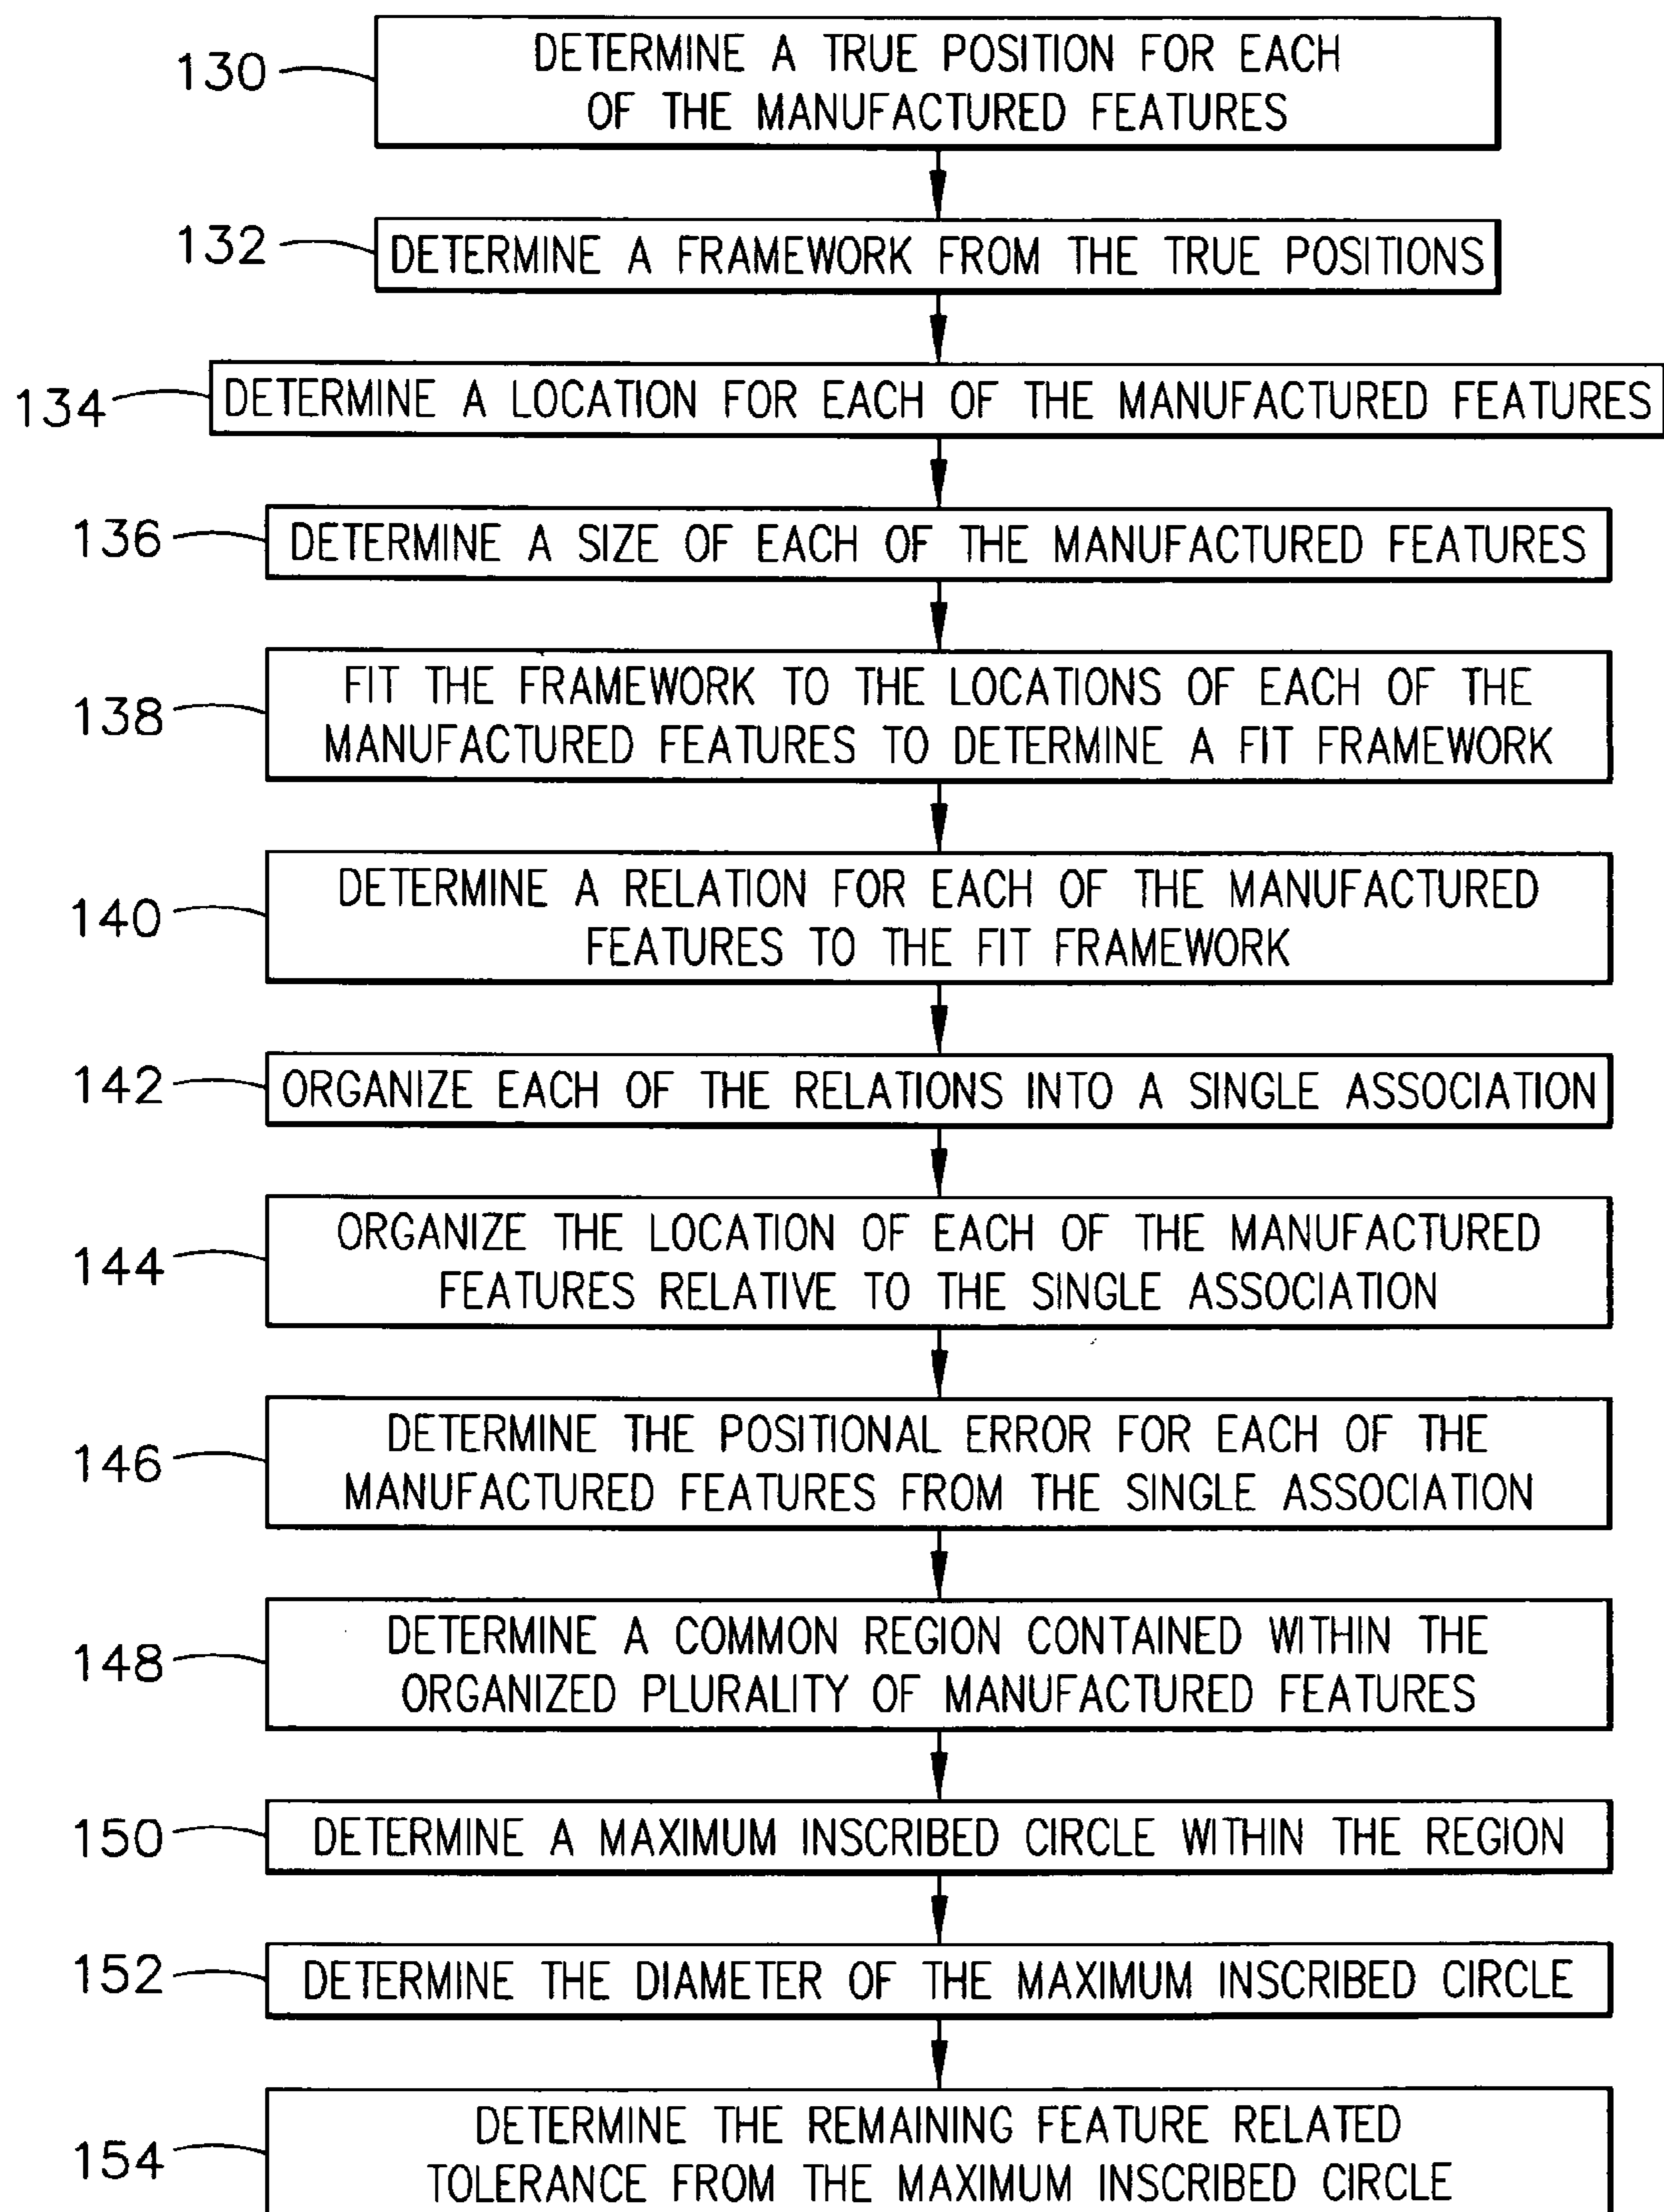 130
DETERMINE A TRUE POSITION FOR EACH
OF THE MANUFACTURED FEATURES
132
DETERMINE A FRAMEWORK FROM THE TRUE POSITIONS
134
DETERMINE A LOCATION FOR EACH OF THE MANUFACTURED FEATURES
136
DETERMINE A SIZE OF EACH OF THE MANUFACTURED FEATURES
138
FIT THE FRAMEWORK TO THE LOCATIONS OF EACH OF THE
MANUFACTURED FEATURES TO DETERMINE A FIT FRAMEWORK
140
DETERMINE A RELATION FOR EACH OF THE MANUFACTURED
FEATURES TO THE FIT FRAMEWORK
142
ORGANIZE EACH OF THE RELATIONS INTO A SINGLE ASSOCIATION
144
ORGANIZE THE LOCATION OF EACH OF THE MANUFACTURED
FEATURES RELATIVE TO THE SINGLE ASSOCIATION
146
DETERMINE THE POSITIONAL ERROR FOR EACH OF THE
MANUFACTURED FEATURES FROM THE SINGLE ASSOCIATION
148
DETERMINE A COMMON REGION CONTAINED WITHIN THE
ORGANIZED PLURALITY OF MANUFACTURED FEATURES
150
DETERMINE A MAXIMUM INSCRIBED CIRCLE WITHIN THE REGION
152
DETERMINE THE DIAMETER OF THE MAXIMUM INSCRIBED CIRCLE
154
DETERMINE THE REMAINING FEATURE RELATED
TOLERANCE FROM THE MAXIMUM INSCRIBED CIRCLE